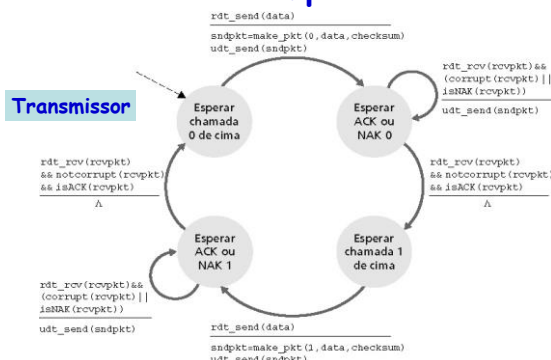 rdt_send(data)
sndpkt=make_pkt(0,data,checksum)
udt_send(sndpkt)
Transmissor
Esperar
chamada
0 de cima
Esperar
ACK ou
NAK 0
rdt_rcv(rcvpkt)&&
(corrupt(rcvpkt)||
isNAK(rcvpkt))
udt_send(sndpkt)
rdt_rcv(rcvpkt)
&& notcorrupt(rcvpkt)
&& isACK(rcvpkt)
Λ
rdt_rcv(rcvpkt)
&& notcorrupt(rcvpkt)
&& isACK(rcvpkt)
Λ
Esperar
ACK ou
NAK 1
Esperar
chamada 1
de cima
rdt_rcv(rcvpkt)&&
(corrupt(rcvpkt)||
isNAK(rcvpkt))
udt_send(sndpkt)
rdt_send(data)
sndpkt=make_pkt(1,data,checksum)
udt_send(sndpkt)